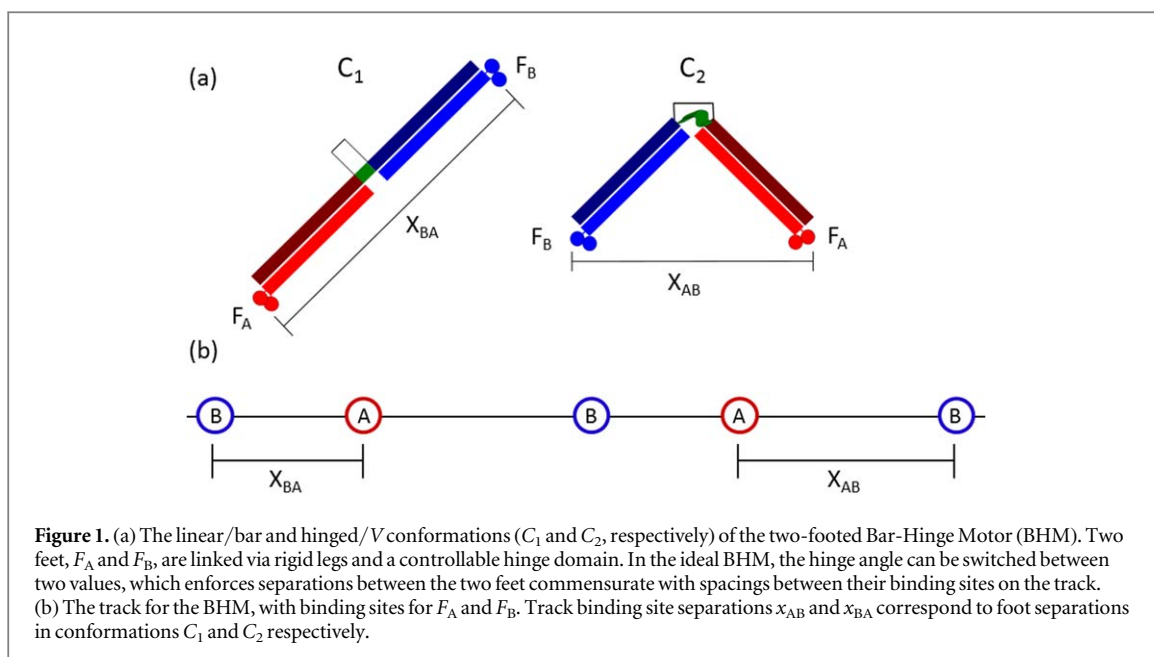 (a)
C1
FB
XBA
FA
C2
FB
FA
XAB
(b)
B A B A B
XBA
XAB
Figure 1. (a) The linear/bar and hinged/V conformations (C1 and C2, respectively) of the two-footed Bar-Hinge Motor (BHM). Two
feet, FA and FB, are linked via rigid legs and a controllable hinge domain. In the ideal BHM, the hinge angle can be switched between
two values, which enforces separations between the two feet commensurate with spacings between their binding sites on the track.
(b) The track for the BHM, with binding sites for FA and FB. Track binding site separations xAB and xBA correspond to foot separations
in conformations C1 and C2 respectively.